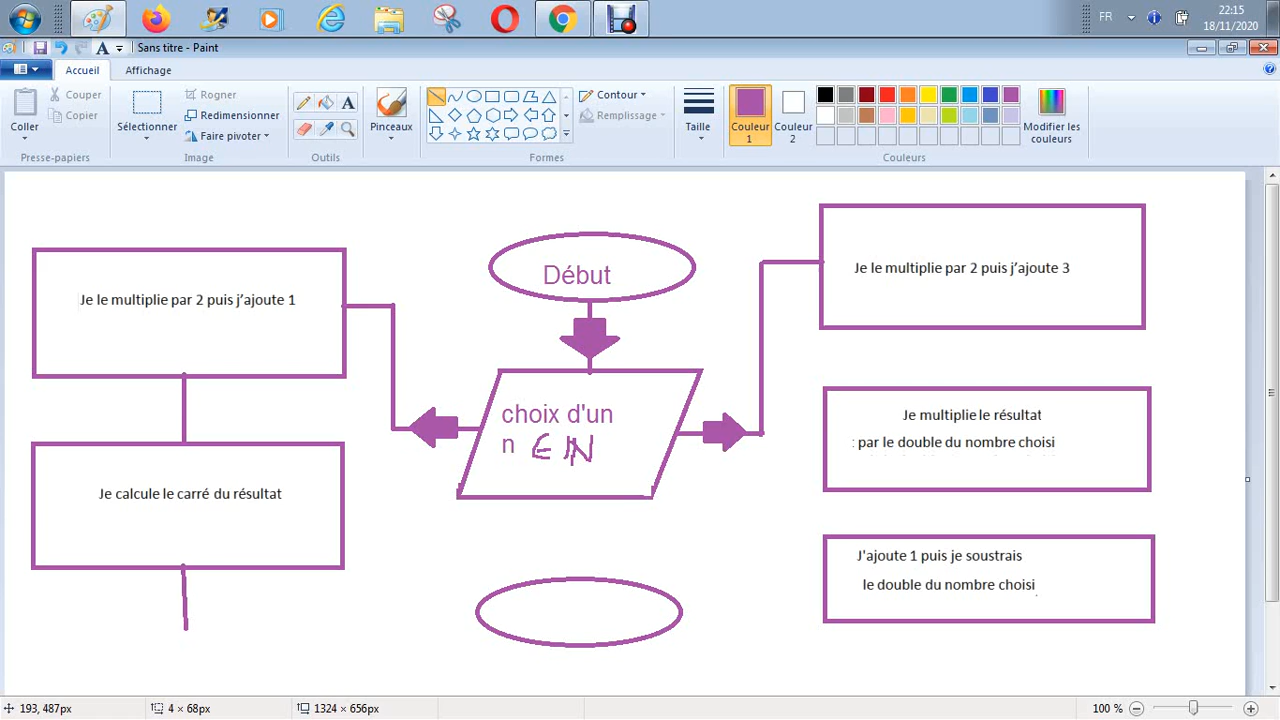 22:15
FR
18/11/2020
Sans titre - Paint
Accueil
Affichage
Couper
Copier
Coller
Presse-papiers
Sélectionner
Rogner
Redimensionner
Faire pivoter
Image
A
Outils
Pinceaux
Contour
Remplissage
Formes
Taille
Couleur
1
Couleur
2
Modifier les
couleurs
Couleurs
Début
choix d'un
n ∈ ℕ
Je le multiplie par 2 puis j'ajoute 1
Je calcule le carré du résultat
Je le multiplie par 2 puis j'ajoute 3
Je multiplie le résultat
: par le double du nombre choisi
J'ajoute 1 puis je soustrais
le double du nombre choisi
193, 487px
4 × 68px
1324 × 656px
100 %